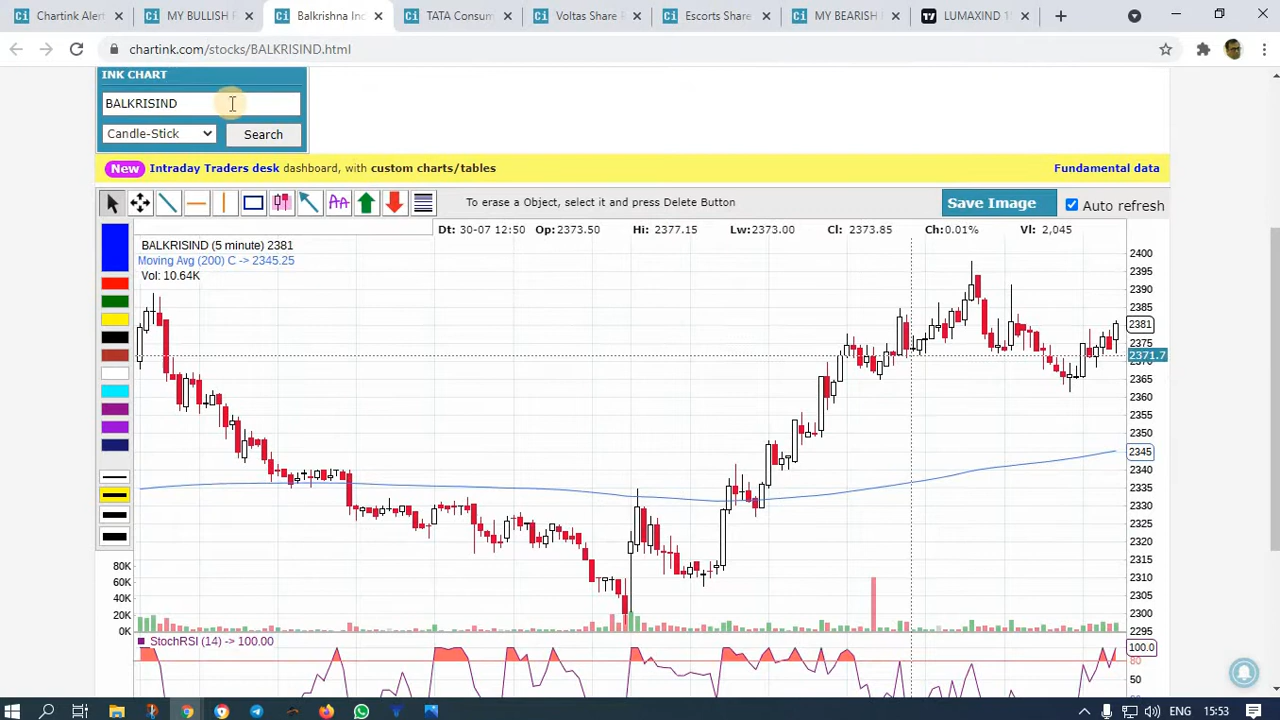 Chartink Alert
MY BULLISH
Balkrishna Inc
TATA Consum
Voltas Share
Escorts Share
MY BEARISH
LUMAXIND 15
chartink.com/stocks/BALKRISIND.html
INK CHART
BALKRISIND
Candle-Stick
Search
New Intraday Traders desk dashboard, with custom charts/tables
Fundamental data
To erase a Object, select it and press Delete Button
Save Image
Auto refresh
Dt: 30-07 12:50 Op: 2373.50 Hi: 2377.15 Lw: 2373.00 Cl: 2373.85 Ch:0.01% Vl: 2,045
BALKRISIND (5 minute) 2381
Moving Avg (200) C -> 2345.25
Vol: 10.64K
2400
2395
2390
2385
2381
2375
2371.7
2365
2360
2355
2350
2345
2340
2335
2330
2325
2320
2315
2310
2305
2300
2295
80K
60K
40K
20K
0K
StochRSI (14) -> 100.00
100.0
80
50
ENG
15:53